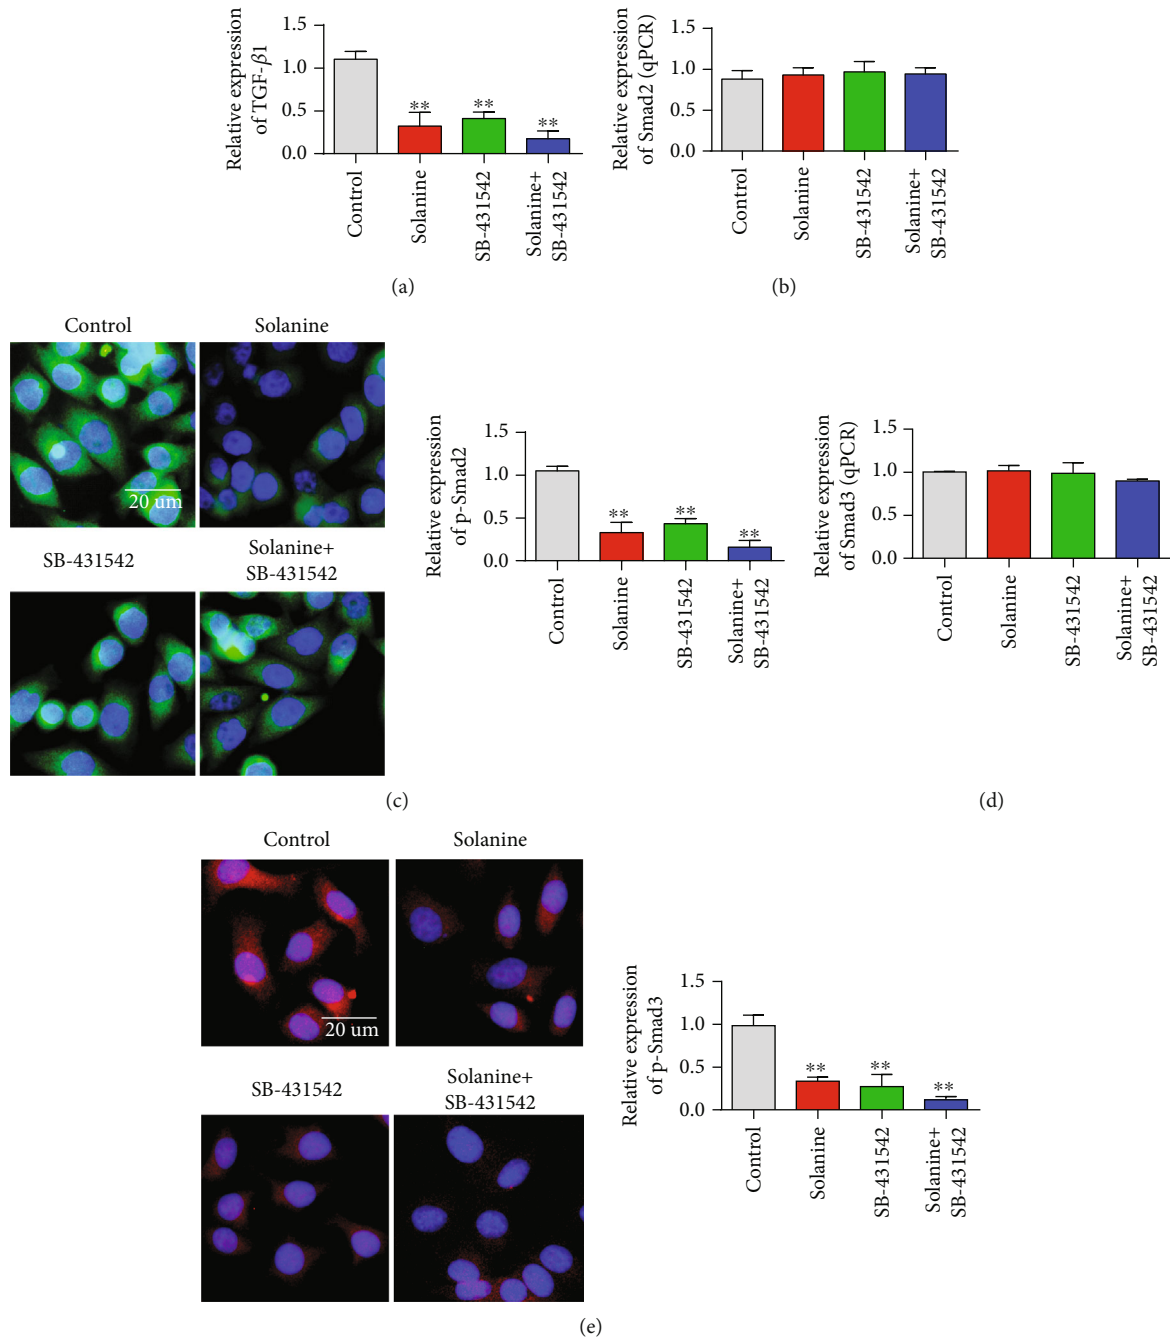 Relative expression
of TGF-β1
1.5
1.0
0.5
0.0
**
**
**
Control
Solanine
SB-431542
Solanine+
SB-431542
(a)
Relative expression
of Smad2 (qPCR)
1.5
1.0
0.5
0.0
Control
Solanine
SB-431542
Solanine+
SB-431542
(b)
Control
Solanine
20 um
SB-431542
Solanine+
SB-431542
Relative expression
of p-Smad2
1.5
1.0
0.5
0.0
**
**
**
Control
Solanine
SB-431542
Solanine+
SB-431542
(c)
Relative expression
of Smad3 (qPCR)
1.5
1.0
0.5
0.0
Control
Solanine
SB-431542
Solanine+
SB-431542
(d)
Control
Solanine
20 um
SB-431542
Solanine+
SB-431542
Relative expression
of p-Smad3
1.5
1.0
0.5
0.0
**
**
**
Control
Solanine
SB-431542
Solanine+
SB-431542
(e)